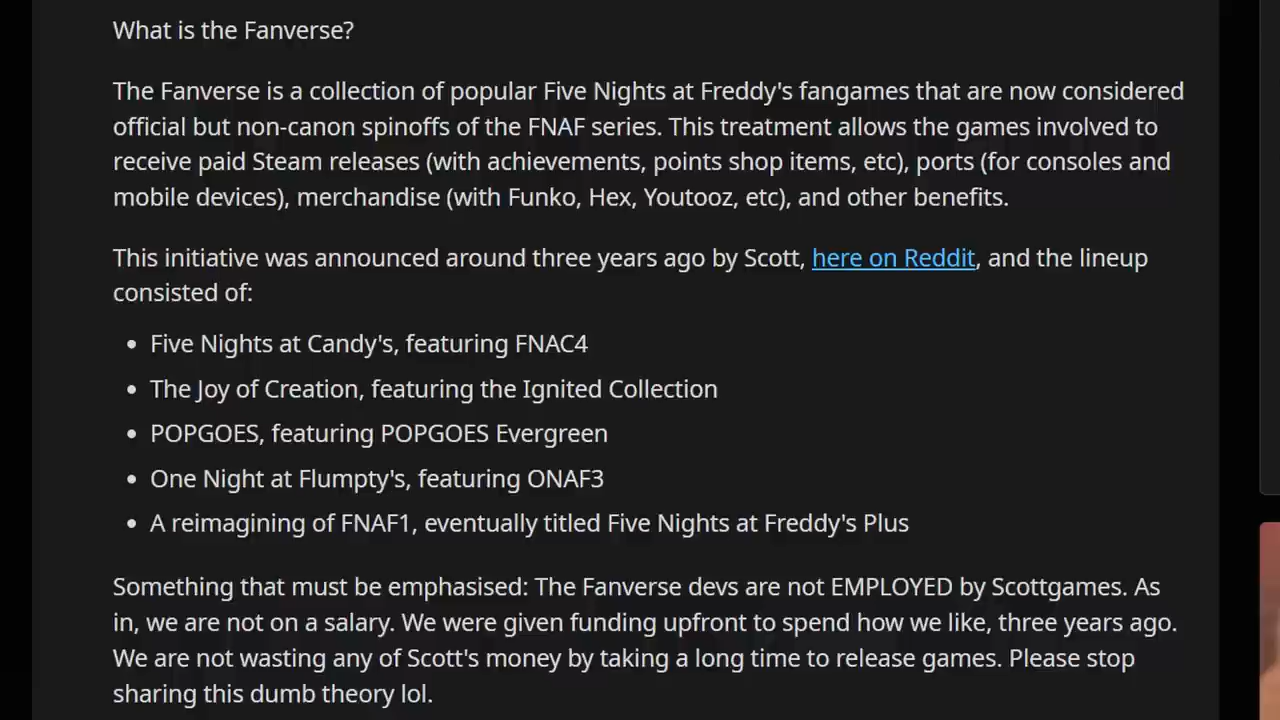 What is the Fanverse?
The Fanverse is a collection of popular Five Nights at Freddy's fangames that are now considered
official but non-canon spinoffs of the FNAF series. This treatment allows the games involved to
receive paid Steam releases (with achievements, points shop items, etc), ports (for consoles and
mobile devices), merchandise (with Funko, Hex, Youtooz, etc), and other benefits.
This initiative was announced around three years ago by Scott, here on Reddit, and the lineup
consisted of:
• Five Nights at Candy's, featuring FNAC4
• The Joy of Creation, featuring the Ignited Collection
• POPGOES, featuring POPGOES Evergreen
• One Night at Flumpty's, featuring ONAF3
• A reimagining of FNAF1, eventually titled Five Nights at Freddy's Plus
Something that must be emphasised: The Fanverse devs are not EMPLOYED by Scottgames. As
in, we are not on a salary. We were given funding upfront to spend how we like, three years ago.
We are not wasting any of Scott's money by taking a long time to release games. Please stop
sharing this dumb theory lol.